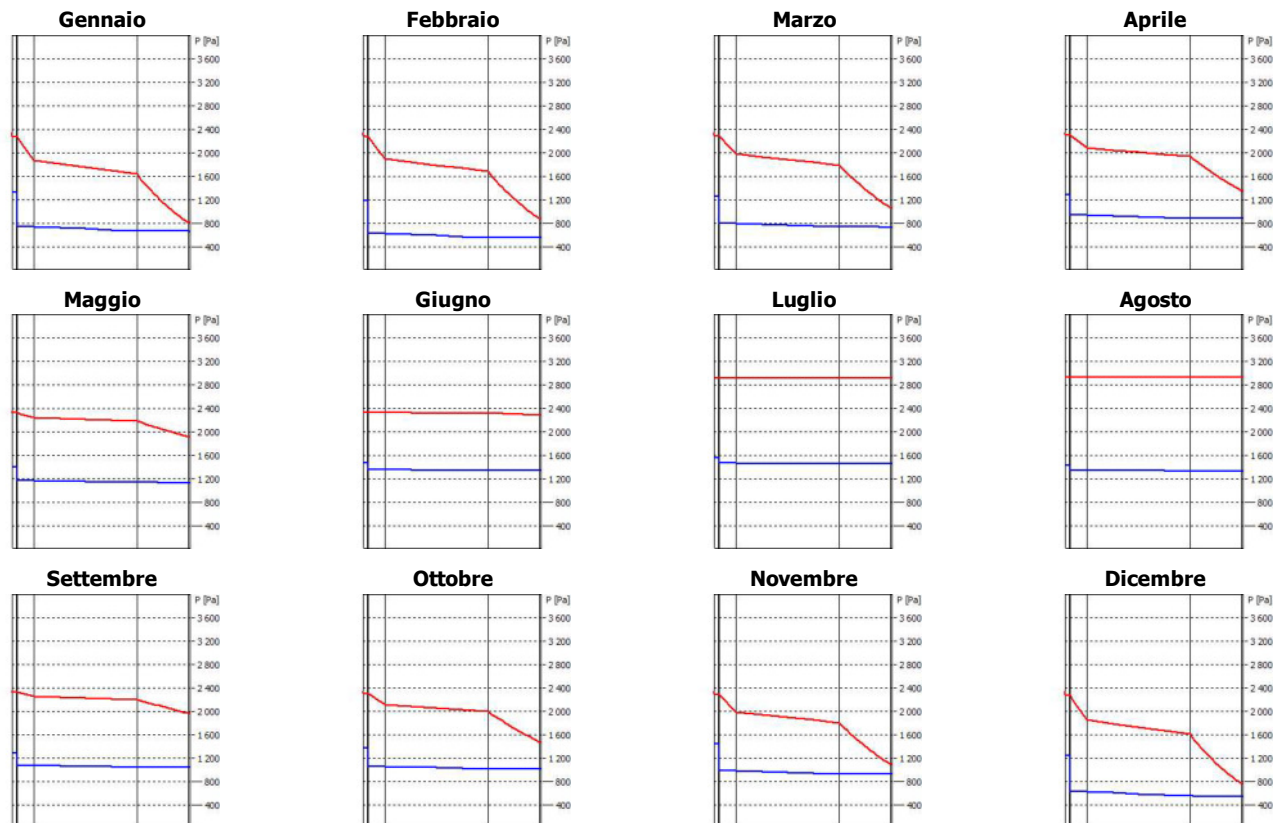 Gennaio Febbraio Marzo Aprile
P [Pa] P [Pa] P [Pa] P [Pa]
3 600 3 600 3 600 3 600
3 200 3 200 3 200 3 200
2 800 2 800 2 800 2 800
2 400 2 400 2 400 2 400
2 000 2 000 2 000 2 000
1 600 1 600 1 600 1 600
1 200 1 200 1 200 1 200
800 800 800 800
400 400 400 400
Maggio Giugno Luglio Agosto
P [Pa] P [Pa] P [Pa] P [Pa]
3 600 3 600 3 600 3 600
3 200 3 200 3 200 3 200
2 800 2 800 2 800 2 800
2 400 2 400 2 400 2 400
2 000 2 000 2 000 2 000
1 600 1 600 1 600 1 600
1 200 1 200 1 200 1 200
800 800 800 800
400 400 400 400
Settembre Ottobre Novembre Dicembre
P [Pa] P [Pa] P [Pa] P [Pa]
3 600 3 600 3 600 3 600
3 200 3 200 3 200 3 200
2 800 2 800 2 800 2 800
2 400 2 400 2 400 2 400
2 000 2 000 2 000 2 000
1 600 1 600 1 600 1 600
1 200 1 200 1 200 1 200
800 800 800 800
400 400 400 400